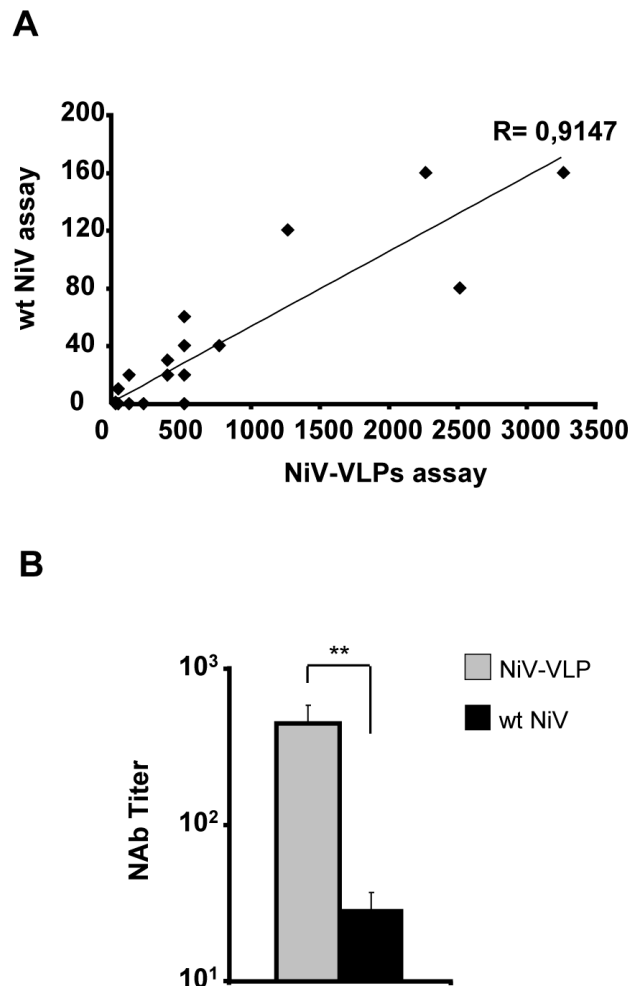 A
200
160
120
80
40
0
wt NiV assay
R= 0,9147
0 500 1000 1500 2000 2500 3000 3500
NiV-VLPs assay
B
**
10³
10²
10¹
NAb Titer
NiV-VLP
wt NiV